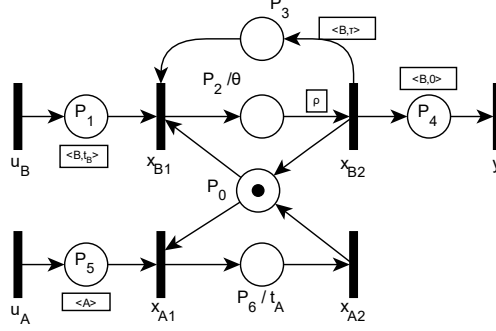 P3
<B,τ>
P2 /θ
<B,0>
ρ
P1
P4
<B,tB>
uB
xB1
xB2
y
P0
P5
<A>
P6 / tA
uA
xA1
xA2